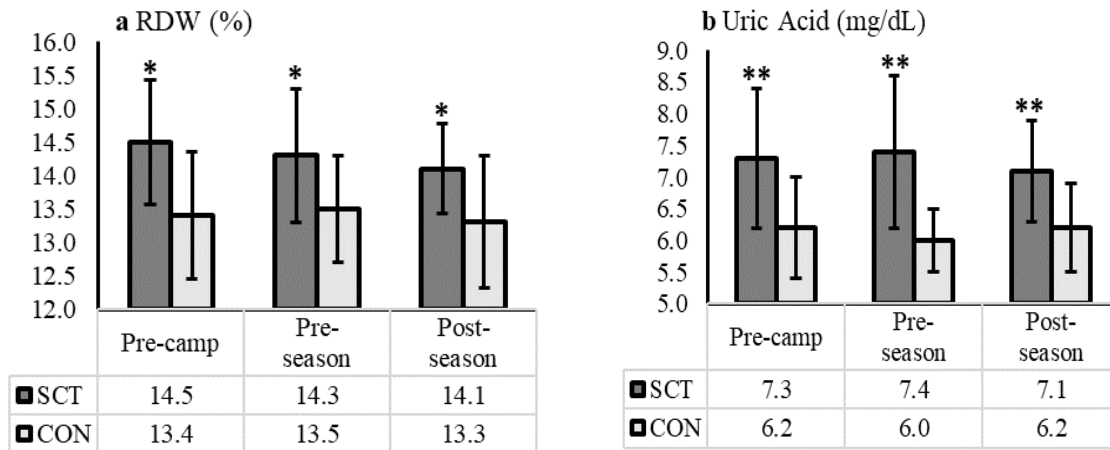 a RDW (%)
16.0
15.5
15.0
14.5
14.0
13.5
13.0
12.5
12.0
* * *
Pre-camp Pre-season Post-season
SCT 14.5 14.3 14.1
CON 13.4 13.5 13.3
b Uric Acid (mg/dL)
9.0
8.5
8.0
7.5
7.0
6.5
6.0
5.5
5.0
** ** **
Pre-camp Pre-season Post-season
SCT 7.3 7.4 7.1
CON 6.2 6.0 6.2